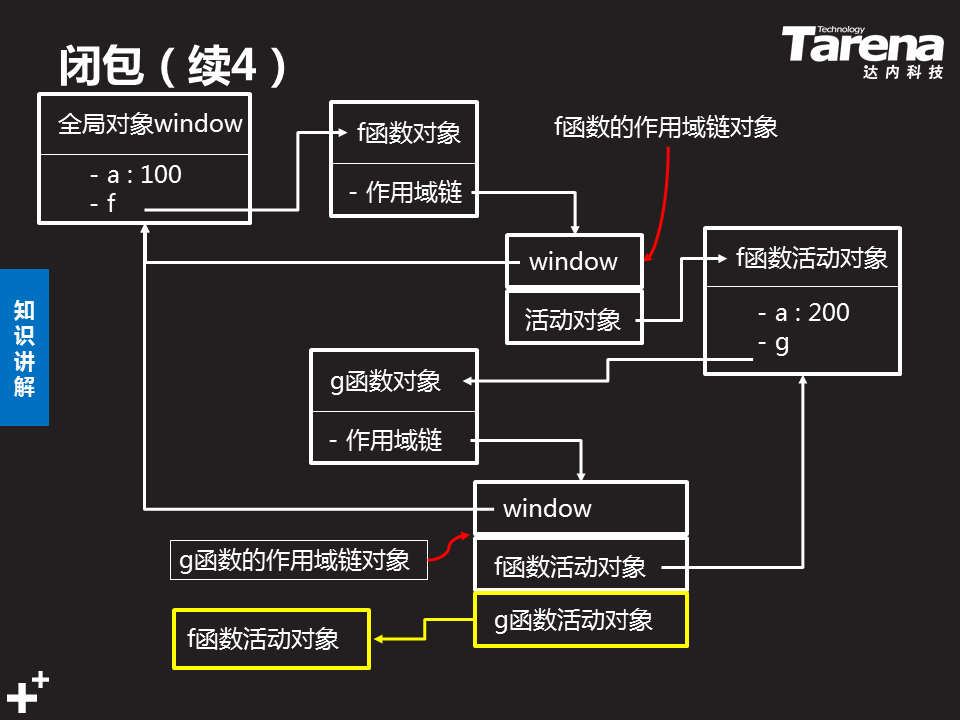 闭包（续4）
Technology
Tarena
达内科技
全局对象window
- a : 100
- f
f函数对象
- 作用域链
f函数的作用域链对象
window
活动对象
f函数活动对象
- a : 200
- g
知识讲解
g函数对象
- 作用域链
window
g函数的作用域链对象
f函数活动对象
g函数活动对象
f函数活动对象